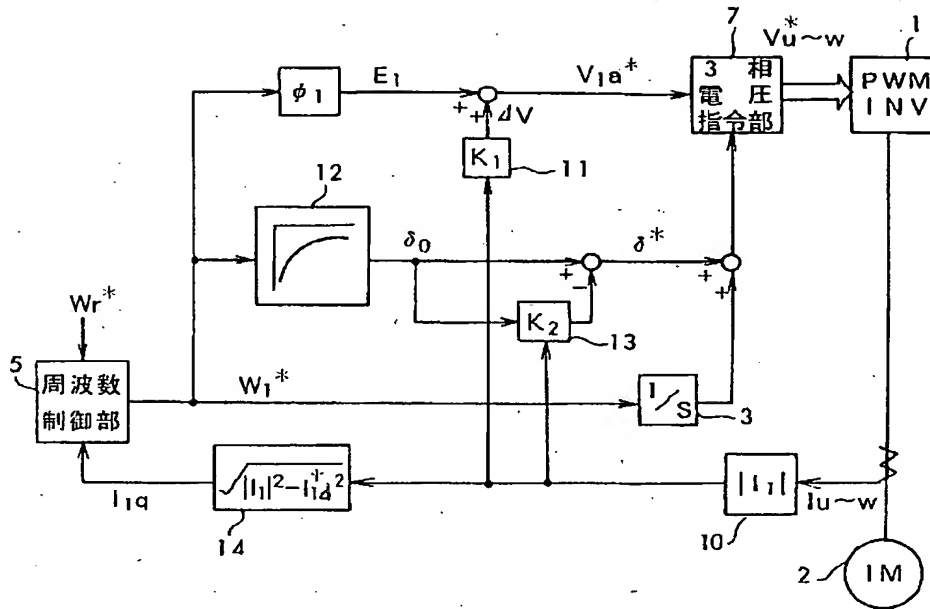 7
Vu*~w
1
φ1
E1
V1a*
3 相
電 圧
指令部
PWM
INV
+
+
ΔV
K1
11
12
δ0
δ*
+
-
+
+
Wr*
K2
13
5
周波数
制御部
W1*
1/S
3
I1q
√|I1|²-I1d*²
14
|I1|
10
Iu~w
2
IM